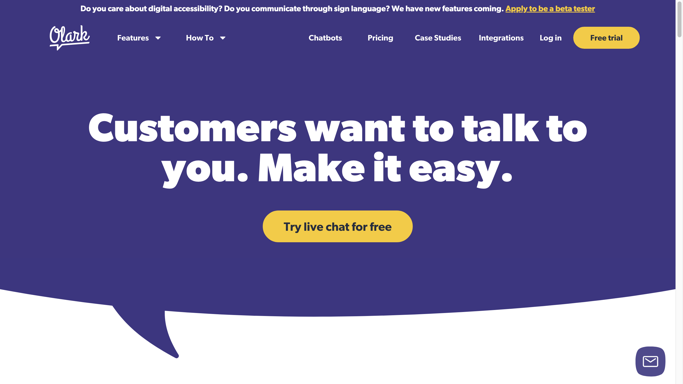 Do you care about digital accessibility? Do you communicate through sign language? We have new features coming. Apply to be a beta tester
Olark
Features
How To
Chatbots
Pricing
Case Studies
Integrations
Log in
Free trial
Customers want to talk to
you. Make it easy.
Try live chat for free